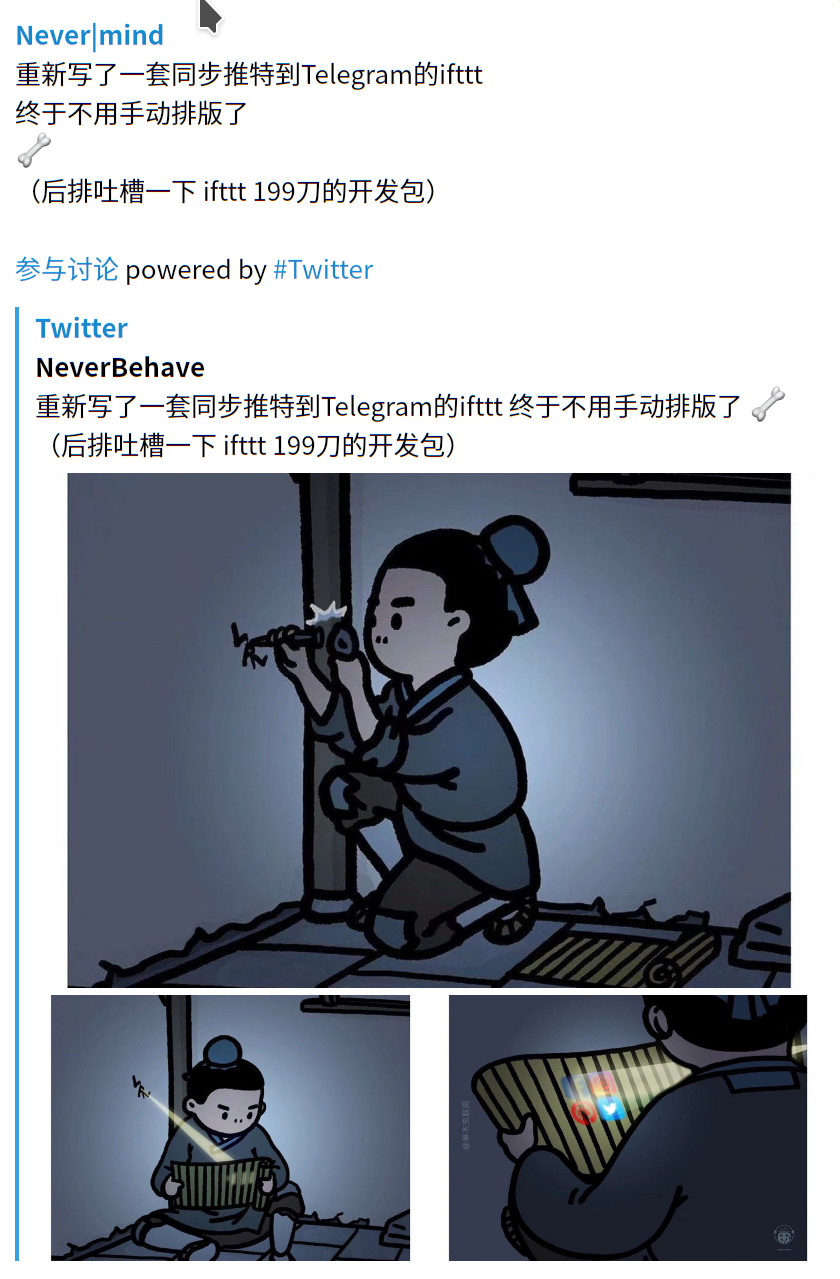 Never|mind
重新写了一套同步推特到Telegram的ifttt
终于不用手动排版了
🦴
（后排吐槽一下 ifttt 199刀的开发包）
参与讨论 powered by #Twitter
Twitter
NeverBehave
重新写了一套同步推特到Telegram的ifttt 终于不用手动排版了 🦴
（后排吐槽一下 ifttt 199刀的开发包）